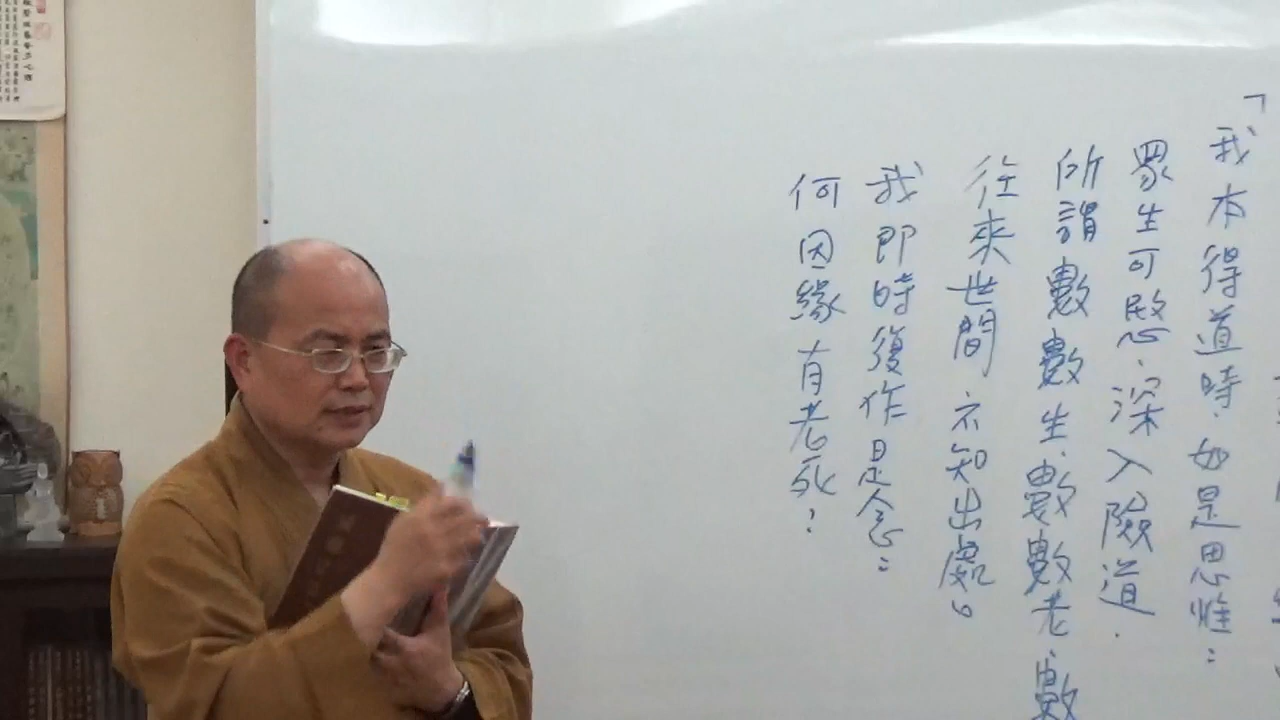 「我本得道時，如是思惟：
眾生可愍，深入險道，
所謂數數生，數數老，數
往來世間，不知出處。
我即時復作是念：
何因緣有老死？